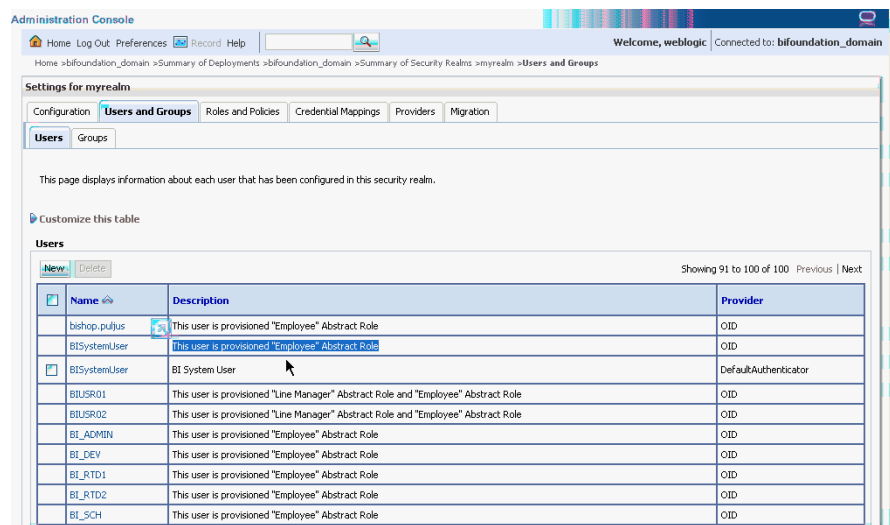 Administration Console
Home Log Out Preferences Record Help
Welcome, weblogic Connected to: bifoundation_domain
Home >bifoundation_domain >Summary of Deployments >bifoundation_domain >Summary of Security Realms >myrealm >Users and Groups
Settings for myrealm
Configuration Users and Groups Roles and Policies Credential Mappings Providers Migration
Users Groups
This page displays information about each user that has been configured in this security realm.
Customize this table
Users
New Delete
Showing 91 to 100 of 100 Previous | Next
Name Description Provider
bishop.puljus This user is provisioned "Employee" Abstract Role OID
BISystemUser This user is provisioned "Employee" Abstract Role OID
BISystemUser BI System User DefaultAuthenticator
BIUSR01 This user is provisioned "Line Manager" Abstract Role and "Employee" Abstract Role OID
BIUSR02 This user is provisioned "Line Manager" Abstract Role and "Employee" Abstract Role OID
BI_ADMIN This user is provisioned "Employee" Abstract Role OID
BI_DEV This user is provisioned "Employee" Abstract Role OID
BI_RTD1 This user is provisioned "Employee" Abstract Role OID
BI_RTD2 This user is provisioned "Employee" Abstract Role OID
BI_SCH This user is provisioned "Employee" Abstract Role OID